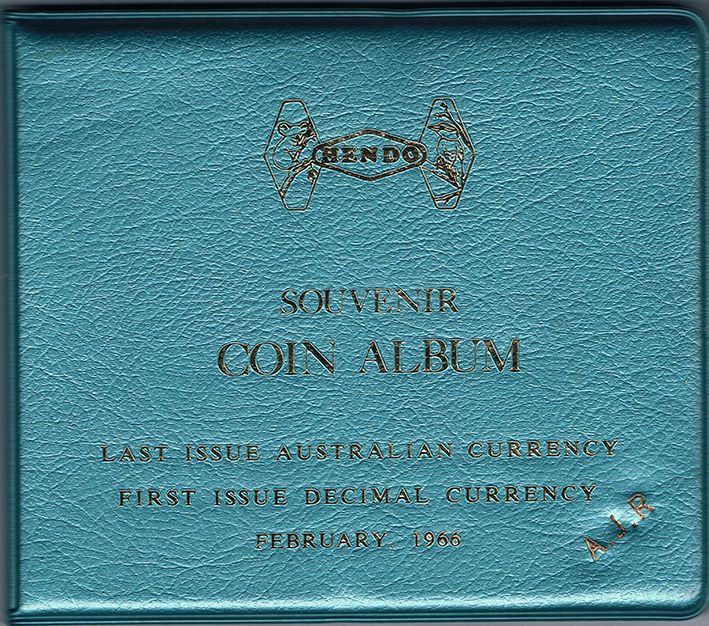 HENDO
SOUVENIR
COIN ALBUM
LAST ISSUE AUSTRALIAN CURRENCY
FIRST ISSUE DECIMAL CURRENCY
FEBRUARY, 1966
A.J.R